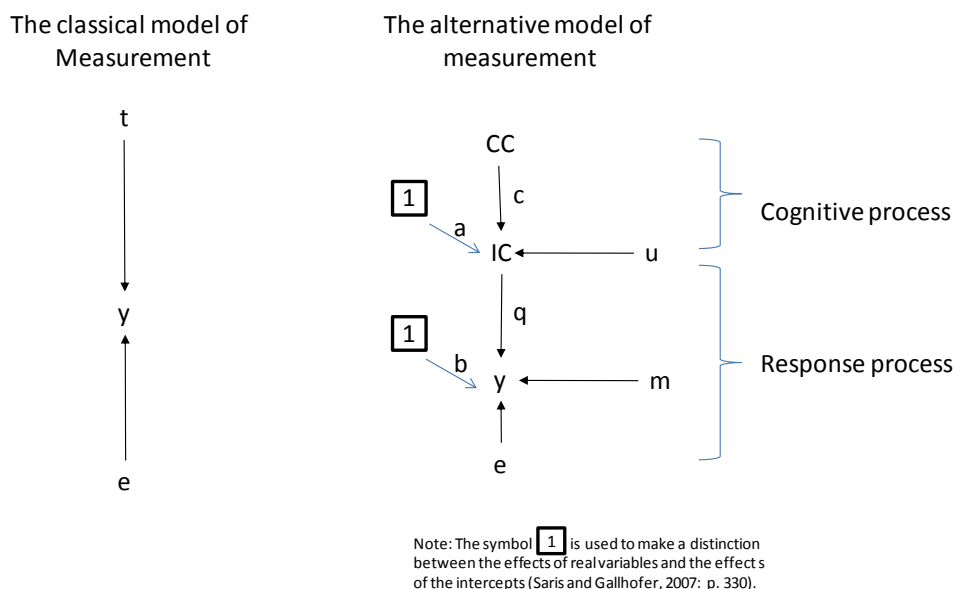 The classical model of
Measurement
The alternative model of
measurement
t
y
e
CC
c
1
a
IC
u
q
1
b
y
m
e
Cognitive process
Response process
Note: The symbol 1 is used to make a distinction
between the effects of real variables and the effects
of the intercepts (Saris and Gallhofer, 2007: p. 330).